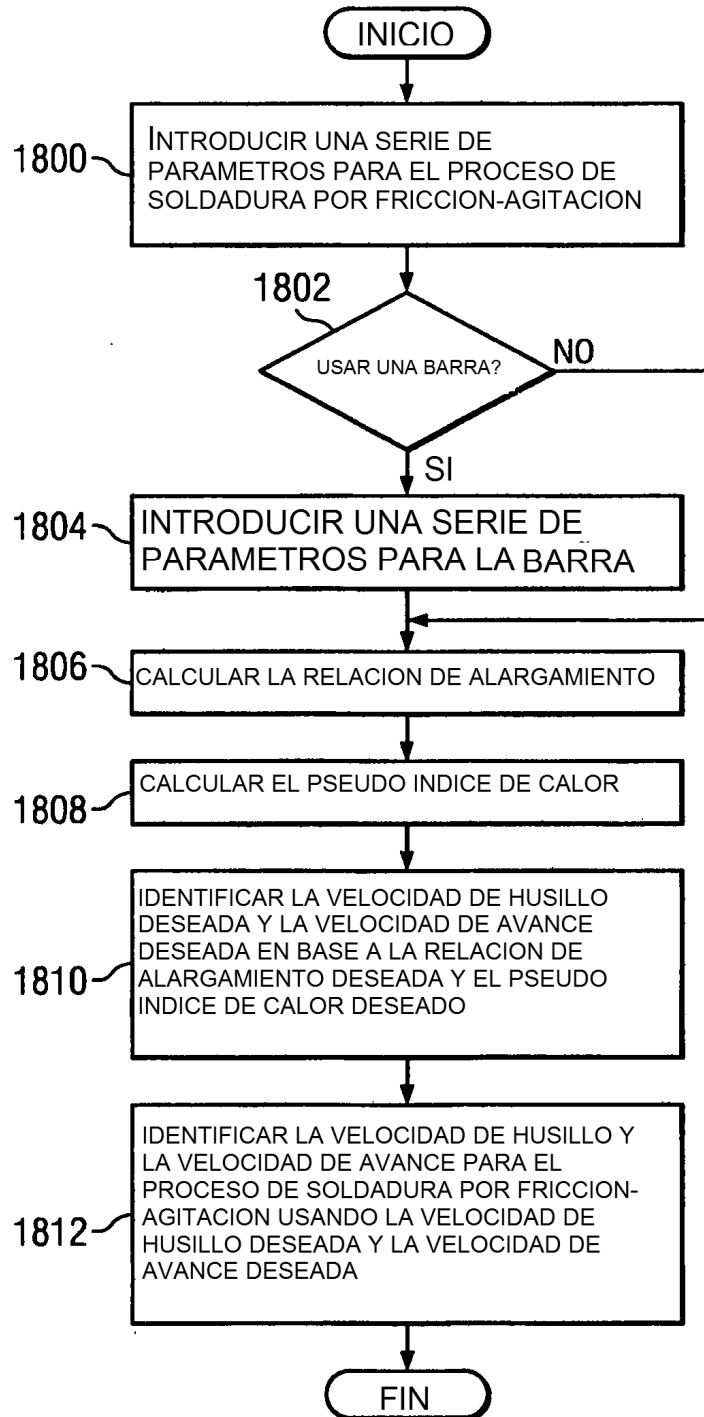 INICIO
1800
INTRODUCIR UNA SERIE DE
PARAMETROS PARA EL PROCESO DE
SOLDADURA POR FRICCION-AGITACION
1802
USAR UNA BARRA?
NO
SI
1804
INTRODUCIR UNA SERIE DE
PARAMETROS PARA LA BARRA
1806
CALCULAR LA RELACION DE ALARGAMIENTO
1808
CALCULAR EL PSEUDO INDICE DE CALOR
1810
IDENTIFICAR LA VELOCIDAD DE HUSILLO
DESEADA Y LA VELOCIDAD DE AVANCE
DESEADA EN BASE A LA RELACION DE
ALARGAMIENTO DESEADA Y EL PSEUDO
INDICE DE CALOR DESEADO
1812
IDENTIFICAR LA VELOCIDAD DE HUSILLO Y
LA VELOCIDAD DE AVANCE PARA EL
PROCESO DE SOLDADURA POR FRICCION-
AGITACION USANDO LA VELOCIDAD DE
HUSILLO DESEADA Y LA VELOCIDAD DE
AVANCE DESEADA
FIN